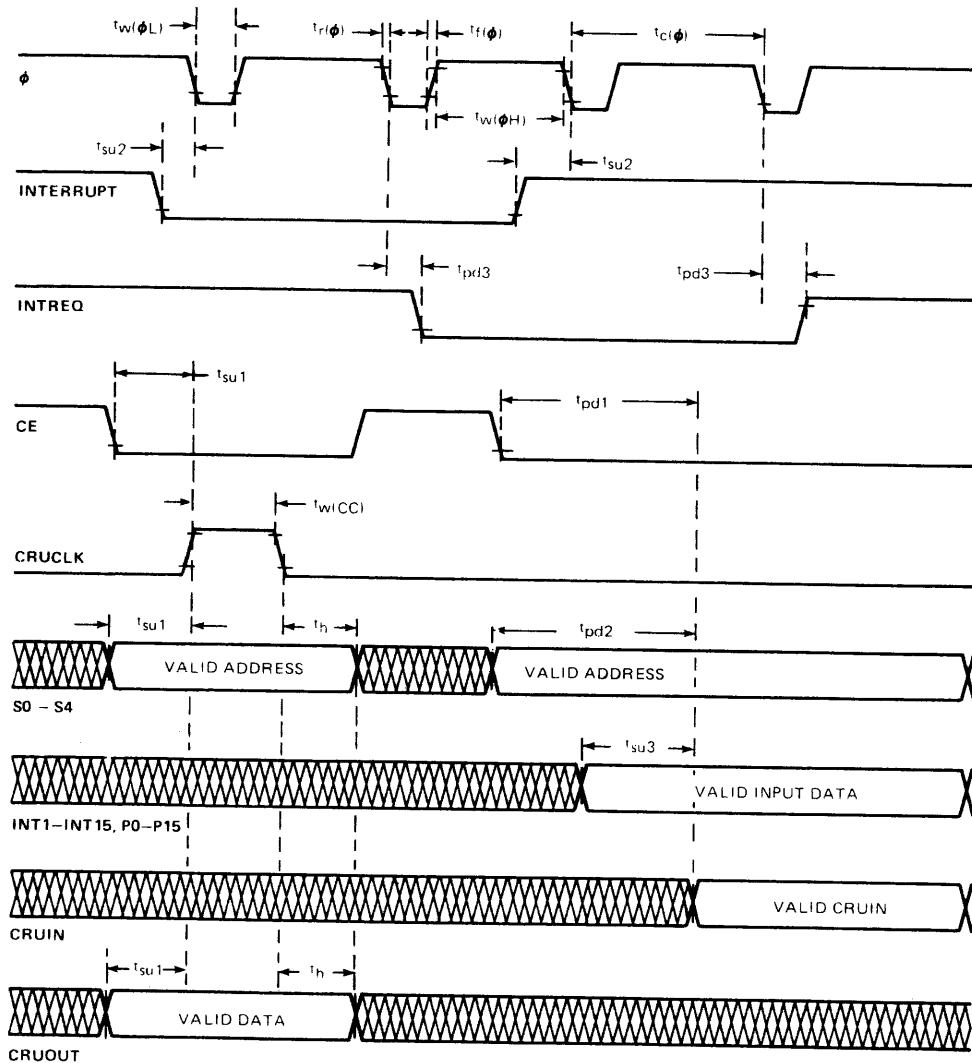 tw(ϕL) tr(ϕ) tf(ϕ) tc(ϕ)
ϕ
tw(ϕH)
tsu2 tsu2
INTERRUPT
tpd3 tpd3
INTREQ
tsu1 tpd1
CE
tw(CC)
CRUCLK
tsu1 th tpd2
VALID ADDRESS VALID ADDRESS
S0 – S4
tsu3
VALID INPUT DATA
INT1–INT15, P0–P15
VALID CRUIN
CRUIN
tsu1 th
VALID DATA
CRUOUT